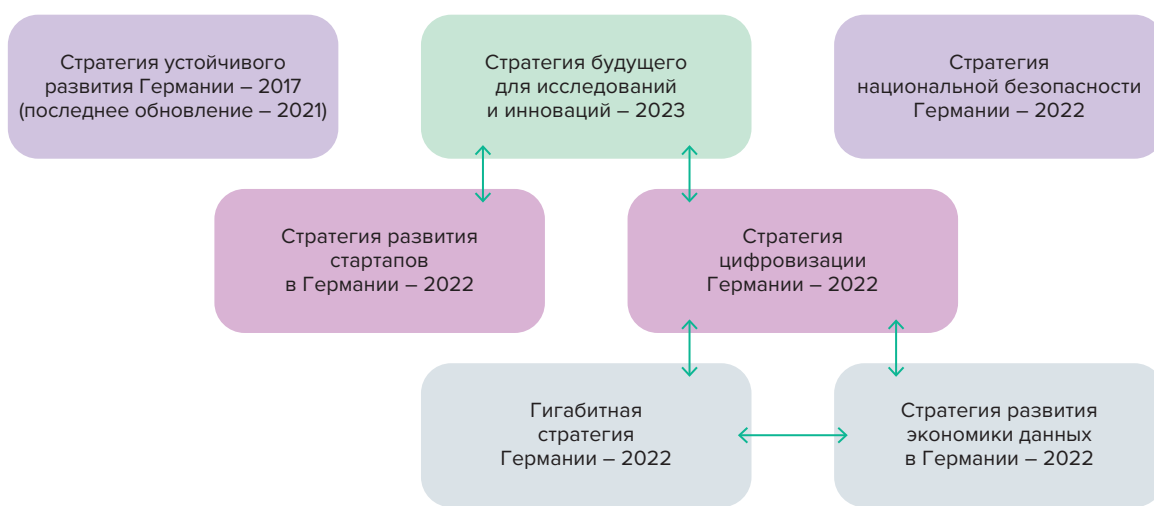 Стратегия устойчивого
развития Германии – 2017
(последнее обновление – 2021)
Стратегия будущего
для исследований
и инноваций – 2023
Стратегия
национальной безопасности
Германии – 2022
Стратегия развития
стартапов
в Германии – 2022
Стратегия
цифровизации
Германии – 2022
Гигабитная
стратегия
Германии – 2022
Стратегия развития
экономики данных
в Германии – 2022